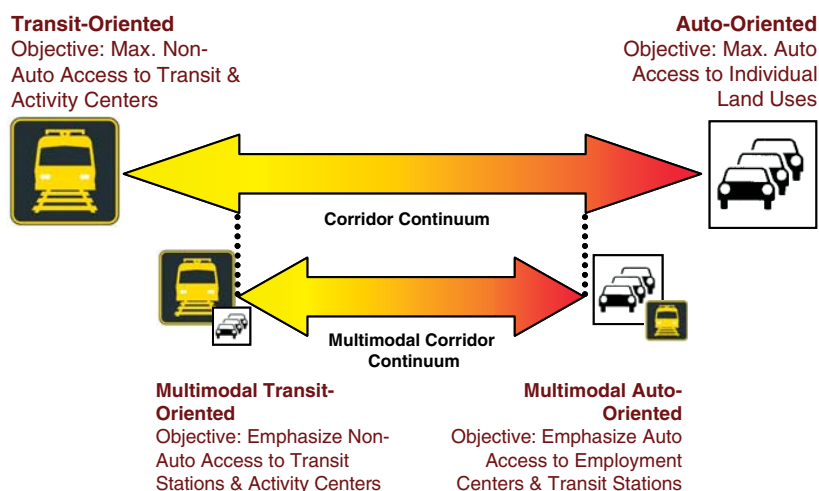 Transit-Oriented
Objective: Max. Non-
Auto Access to Transit &
Activity Centers
Auto-Oriented
Objective: Max. Auto
Access to Individual
Land Uses
Corridor Continuum
Multimodal Corridor
Continuum
Multimodal Transit-
Oriented
Objective: Emphasize Non-
Auto Access to Transit
Stations & Activity Centers
Multimodal Auto-
Oriented
Objective: Emphasize Auto
Access to Employment
Centers & Transit Stations